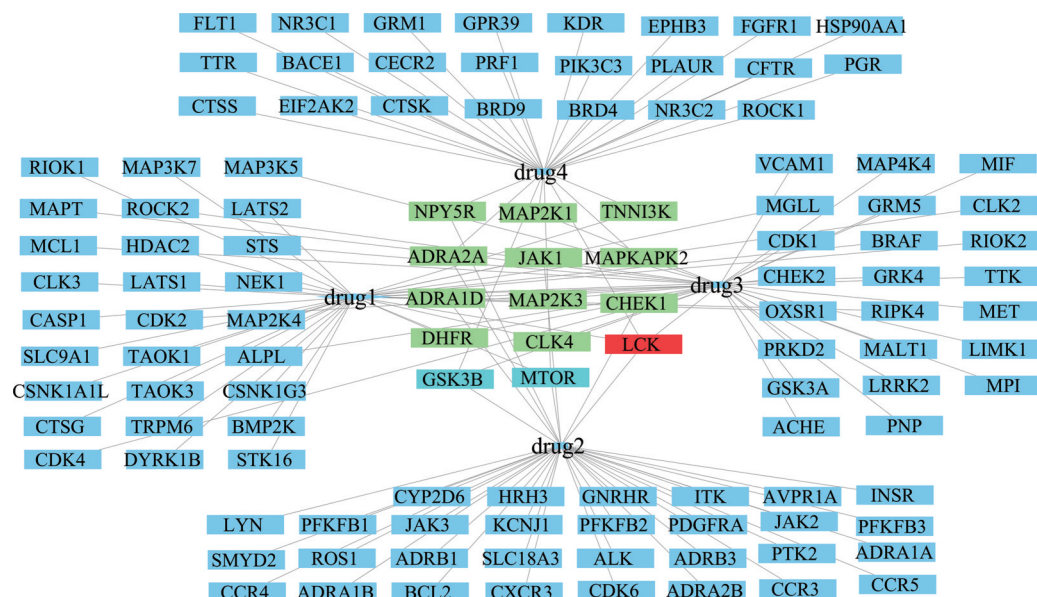 FLT1 NR3C1 GRM1 GPR39 KDR EPHB3 FGFR1 HSP90AA1
TTR BACE1 CECR2 PRF1 PIK3C3 PLAUR CFTR PGR
CTSS EIF2AK2 CTSK BRD9 BRD4 NR3C2 ROCK1
drug4
RIOK1 MAP3K7 MAP3K5 VCAM1 MAP4K4 MIF
MAPT ROCK2 LATS2 NPY5R MAP2K1 TNNI3K MGLL GRM5 CLK2
MCL1 HDAC2 STS ADRA2A JAK1 MAPKAPK2 CDK1 BRAF RIOK2
CLK3 LATS1 NEK1 CHEK2 GRK4 TTK
drug1 drug3
CASP1 CDK2 MAP2K4 ADRA1D MAP2K3 CHEK1 OXSR1 RIPK4 MET
SLC9A1 TAOK1 ALPL DHFR CLK4 LCK PRKD2 MALT1 LIMK1
CSNK1A1L TAOK3 CSNK1G3 GSK3B MTOR GSK3A LRRK2 MPI
CTSG TRPM6 BMP2K ACHE PNP
CDK4 DYRK1B STK16
drug2
CYP2D6 HRH3 GNRHR ITK AVPR1A INSR
LYN PFKFB1 JAK3 KCNJ1 PFKFB2 PDGFRA JAK2 PFKFB3
SMYD2 ROS1 ADRB1 SLC18A3 ALK ADRB3 PTK2 ADRA1A
CCR4 ADRA1B BCL2 CXCR3 CDK6 ADRA2B CCR3 CCR5